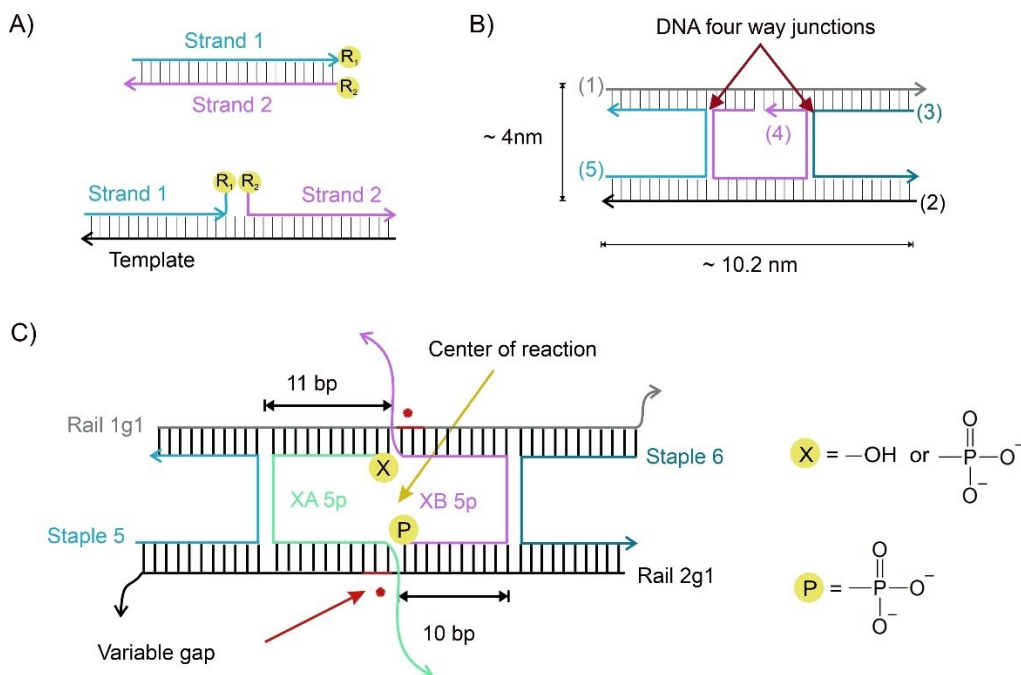 A)
Strand 1
R1
R2
Strand 2
Strand 1
R1
R2
Strand 2
Template
B)
DNA four way junctions
(1)
(3)
~ 4nm
(4)
(5)
(2)
~ 10.2 nm
C)
Center of reaction
11 bp
*
Rail 1g1
Staple 6
X
XA 5p
XB 5p
P
Staple 5
Rail 2g1
*
Variable gap
10 bp
X = —OH or —P—O⁻
O
O⁻
P = —P—O⁻
O
O⁻